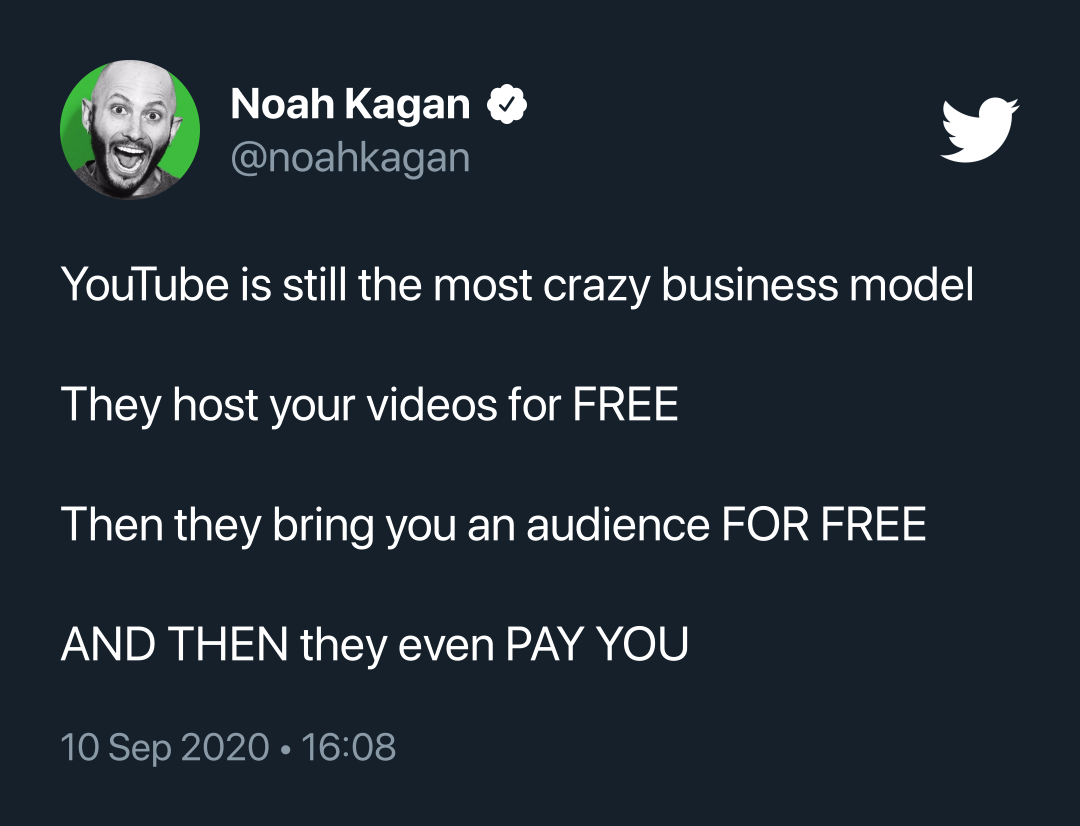 Noah Kagan
@noahkagan
YouTube is still the most crazy business model
They host your videos for FREE
Then they bring you an audience FOR FREE
AND THEN they even PAY YOU
10 Sep 2020 • 16:08